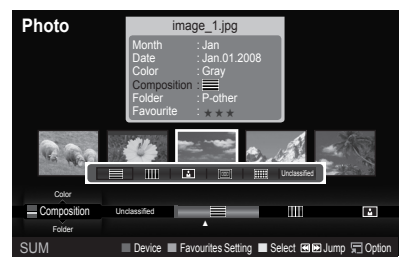 Photo
image_1.jpg
Month : Jan
Date : Jan.01.2008
Color : Gray
Composition :
Folder : P-other
Favourite : ★★★
Unclassified
Color
Composition Unclassified
Folder
SUM Device Favourites Setting Select Jump Option